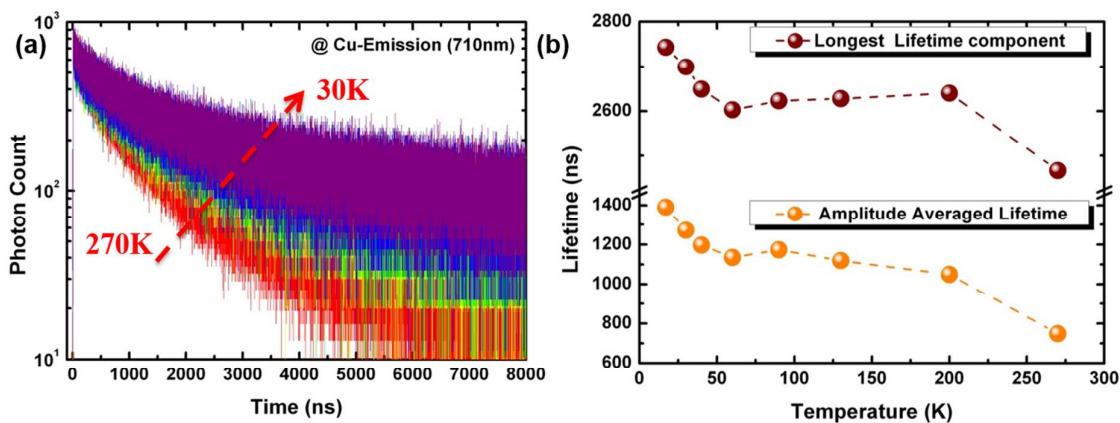 (a)
@ Cu-Emission (710nm)
30K
270K
10³
10²
10¹
Photon Count
0 1000 2000 3000 4000 5000 6000 7000 8000
Time (ns)
(b)
Longest Lifetime component
Amplitude Averaged Lifetime
2800
2600
1400
1200
1000
800
600
Lifetime (ns)
0 50 100 150 200 250 300
Temperature (K)